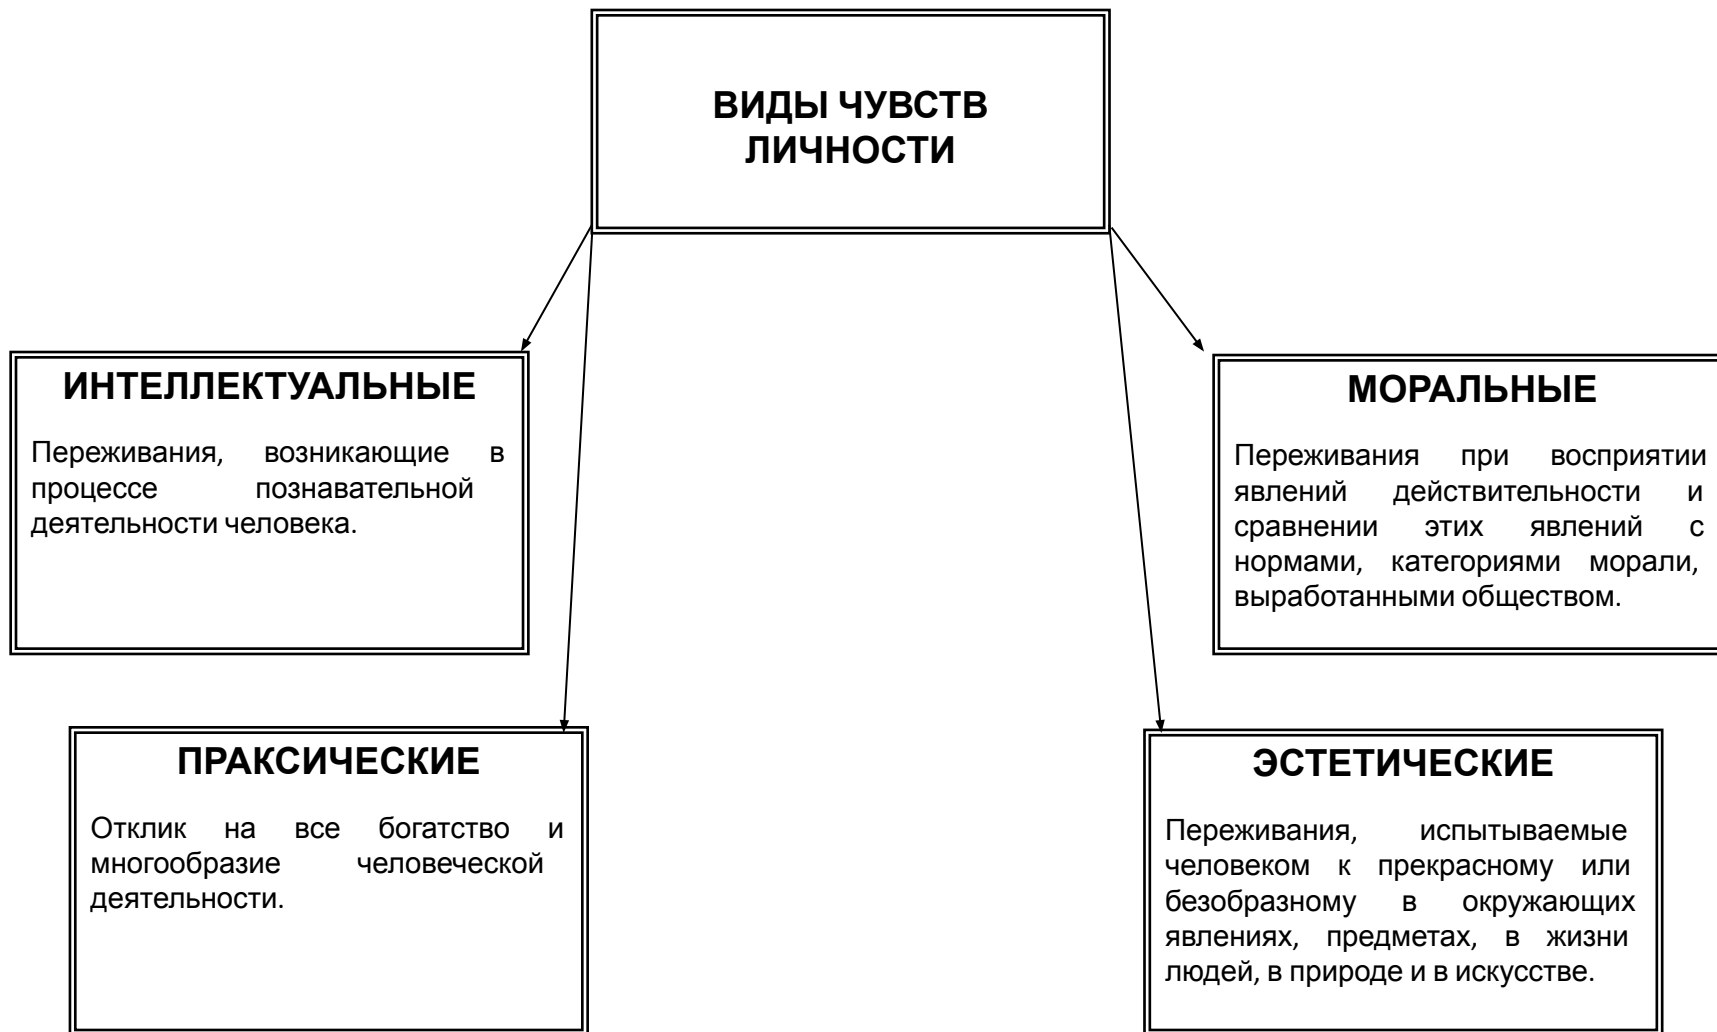 ВИДЫ ЧУВСТВ
ЛИЧНОСТИ
ИНТЕЛЛЕКТУАЛЬНЫЕ
Переживания, возникающие в
процессе познавательной
деятельности человека.
МОРАЛЬНЫЕ
Переживания при восприятии
явлений действительности и
сравнении этих явлений с
нормами, категориями морали,
выработанными обществом.
ПРАКСИЧЕСКИЕ
Отклик на все богатство и
многообразие человеческой
деятельности.
ЭСТЕТИЧЕСКИЕ
Переживания, испытываемые
человеком к прекрасному или
безобразному в окружающих
явлениях, предметах, в жизни
людей, в природе и в искусстве.